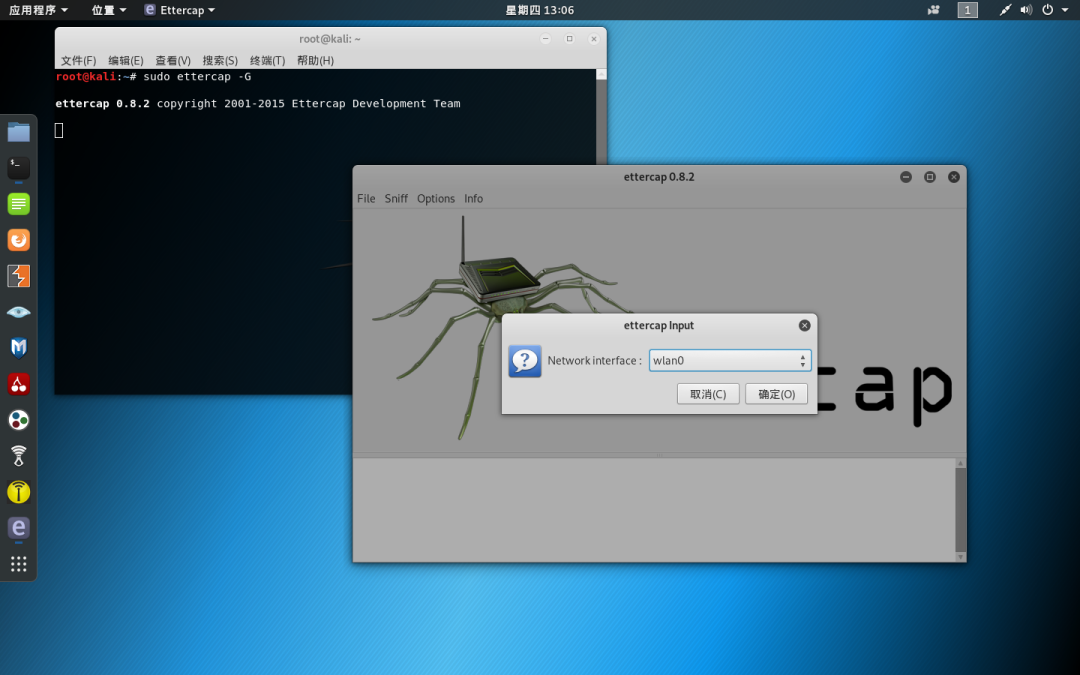 应用程序 位置 Ettercap 星期四 13:06 1
root@kali: ~
文件(F) 编辑(E) 查看(V) 搜索(S) 终端(T) 帮助(H)
root@kali:~# sudo ettercap -G
ettercap 0.8.2 copyright 2001-2015 Ettercap Development Team
ettercap 0.8.2
File Sniff Options Info
ettercap Input
Network interface : wlan0
取消(C) 确定(O)
cap